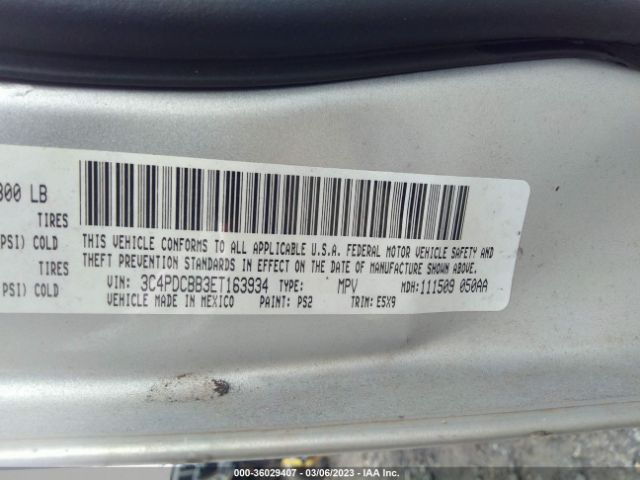 300 LB
TIRES
PSI) COLD
TIRES
PSI) COLD
THIS VEHICLE CONFORMS TO ALL APPLICABLE U.S.A. FEDERAL MOTOR VEHICLE SAFETY AND
THEFT PREVENTION STANDARDS IN EFFECT ON THE DATE OF MANUFACTURE SHOWN ABOVE.
VIN: 3C4PDCBB3ET163934 TYPE: MPV MDH: 111509 050AA
VEHICLE MADE IN MEXICO PAINT: PS2 TRIM: E5X9
000-36029407 - 03/06/2023 - IAA Inc.